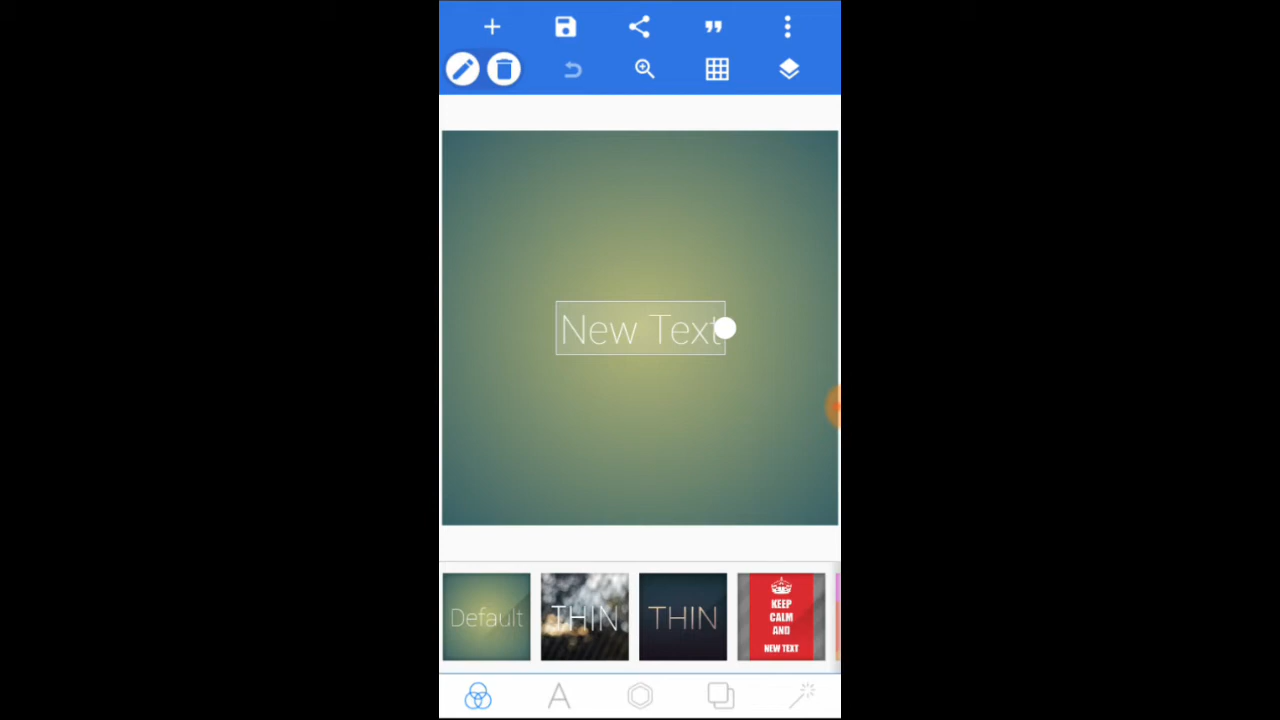 New Text
Default
THIN
THIN
KEEP
CALM
AND
NEW TEXT